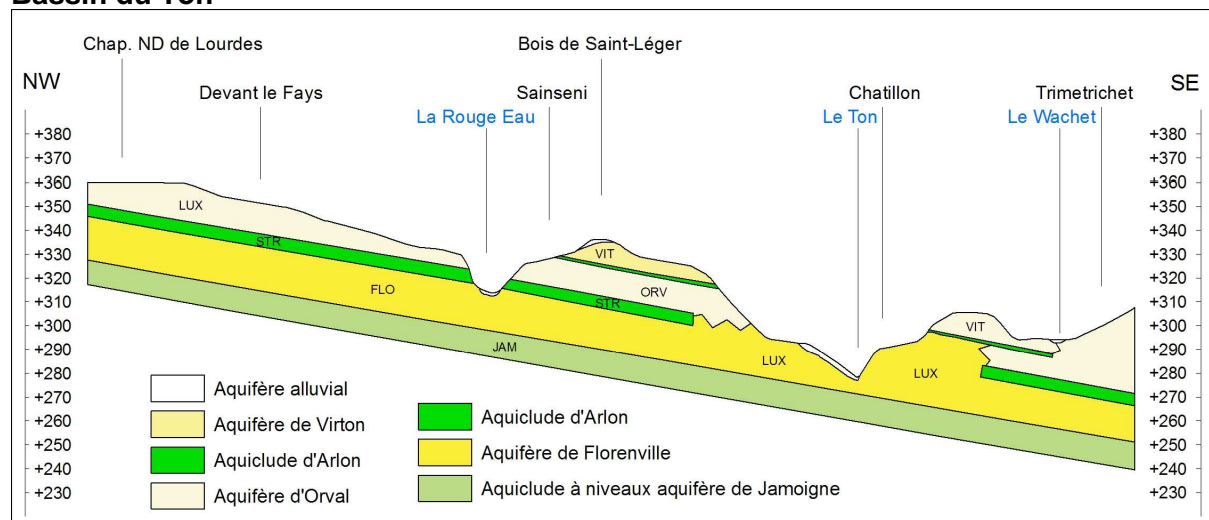 Bassin du Ton
Chap. ND de Lourdes
Bois de Saint-Léger
NW
SE
Devant le Fays
Sainseni
Chatillon
Trimetrichet
La Rouge Eau
Le Ton
Le Wachet
+380
+380
+370
+370
+360
+360
+350
+350
+340
+340
+330
+330
+320
+320
+310
+310
+300
+300
+290
+290
+280
+280
+270
+270
+260
+260
+250
+250
+240
+240
+230
+230
LUX
STR
FLO
JAM
VIT
ORV
STR
LUX
LUX
VIT
Aquifère alluvial
Aquifère de Virton
Aquiclude d'Arlon
Aquifère d'Orval
Aquiclude d'Arlon
Aquifère de Florenville
Aquiclude à niveaux aquifère de Jamoigne